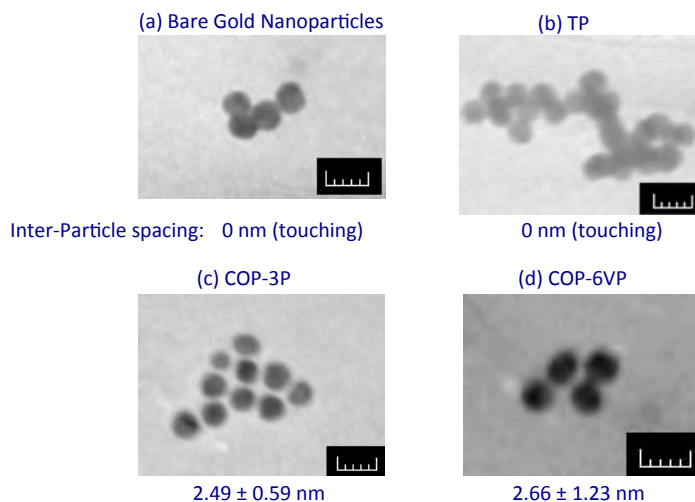 (a) Bare Gold Nanoparticles
(b) TP
Inter-Particle spacing: 0 nm (touching)
0 nm (touching)
(c) COP-3P
(d) COP-6VP
2.49 ± 0.59 nm
2.66 ± 1.23 nm